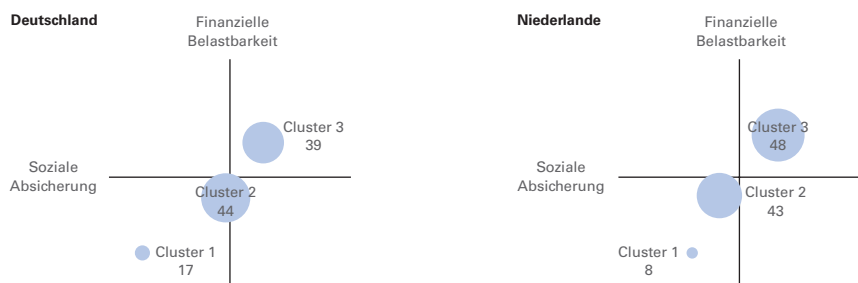 Deutschland
Finanzielle
Belastbarkeit
Cluster 3
39
Soziale
Absicherung
Cluster 2
44
Cluster 1
17
Niederlande
Finanzielle
Belastbarkeit
Cluster 3
48
Soziale
Absicherung
Cluster 2
43
Cluster 1
8